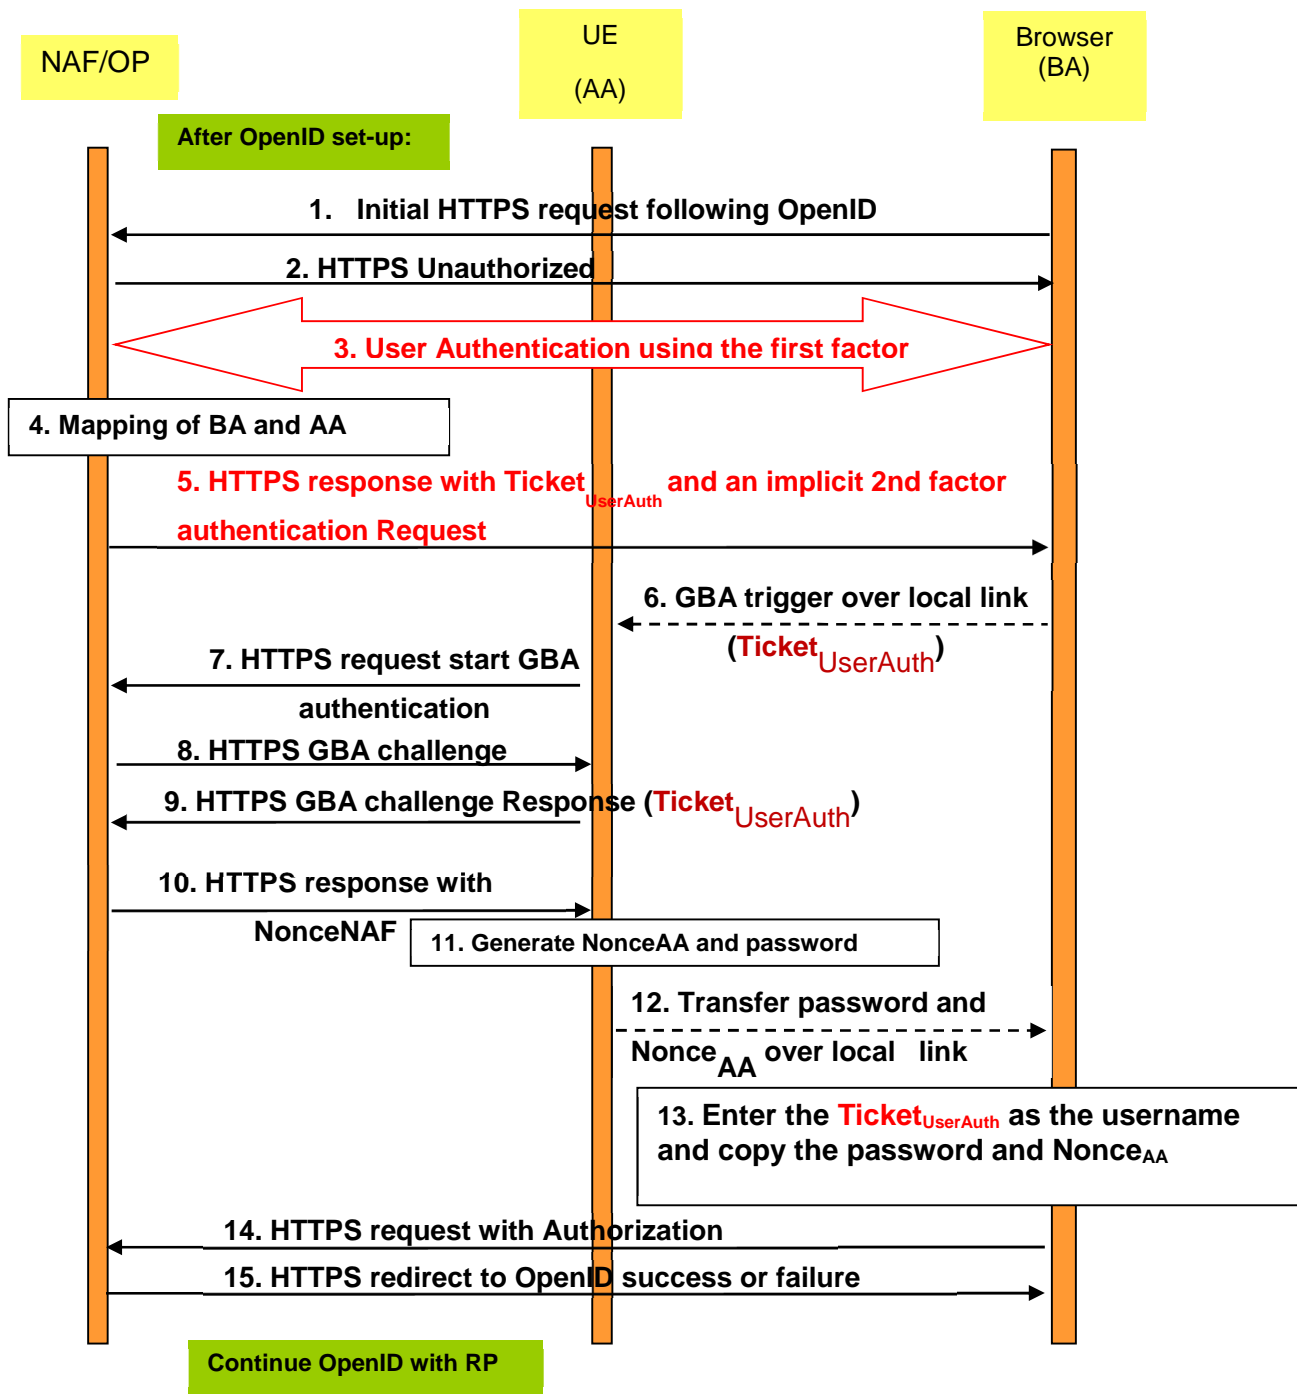 NAF/OP
UE
(AA)
Browser
(BA)
After OpenID set-up:
1. Initial HTTPS request following OpenID
2. HTTPS Unauthorized
3. User Authentication using the first factor
4. Mapping of BA and AA
5. HTTPS response with TicketUserAuth and an implicit 2nd factor
authentication Request
6. GBA trigger over local link
(TicketUserAuth)
7. HTTPS request start GBA
authentication
8. HTTPS GBA challenge
9. HTTPS GBA challenge Response (TicketUserAuth)
10. HTTPS response with
NonceNAF
11. Generate NonceAA and password
12. Transfer password and
NonceAA over local link
13. Enter the TicketUserAuth as the username
and copy the password and NonceAA
14. HTTPS request with Authorization
15. HTTPS redirect to OpenID success or failure
Continue OpenID with RP